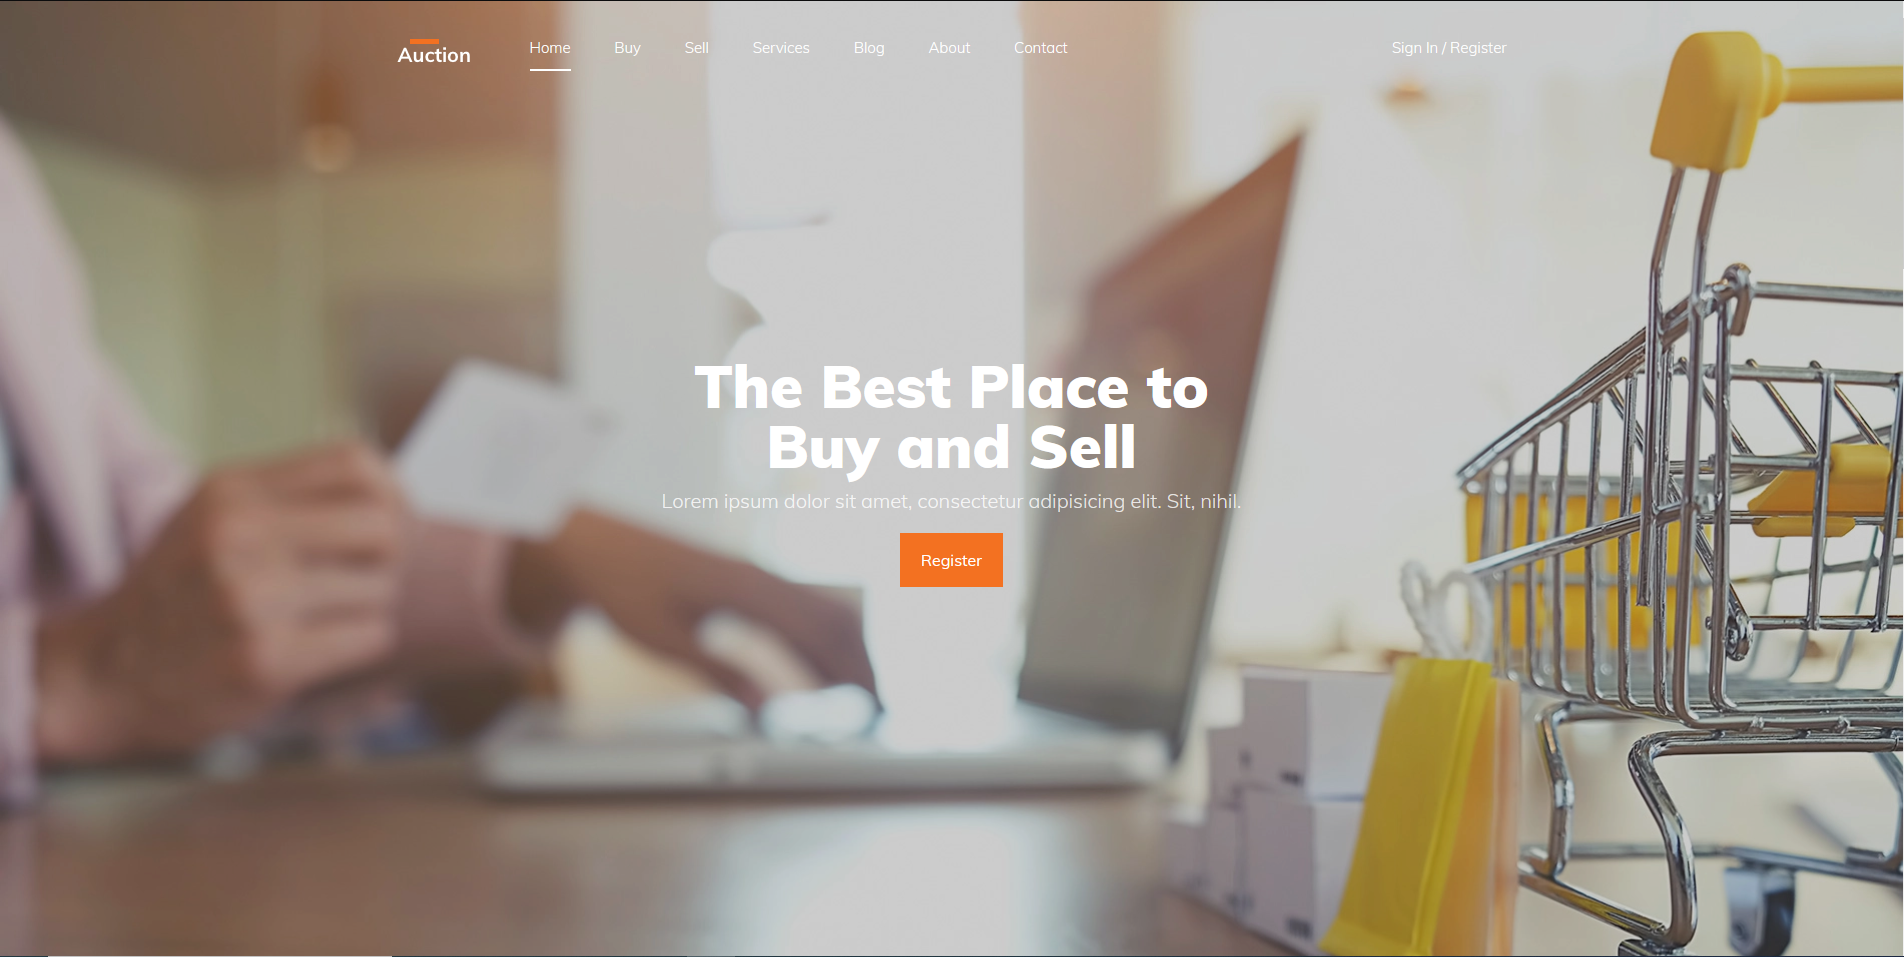 Auction
Home Buy Sell Services Blog About Contact
Sign In / Register
The Best Place to
Buy and Sell
Lorem ipsum dolor sit amet, consectetur adipisicing elit. Sit, nihil.
Register